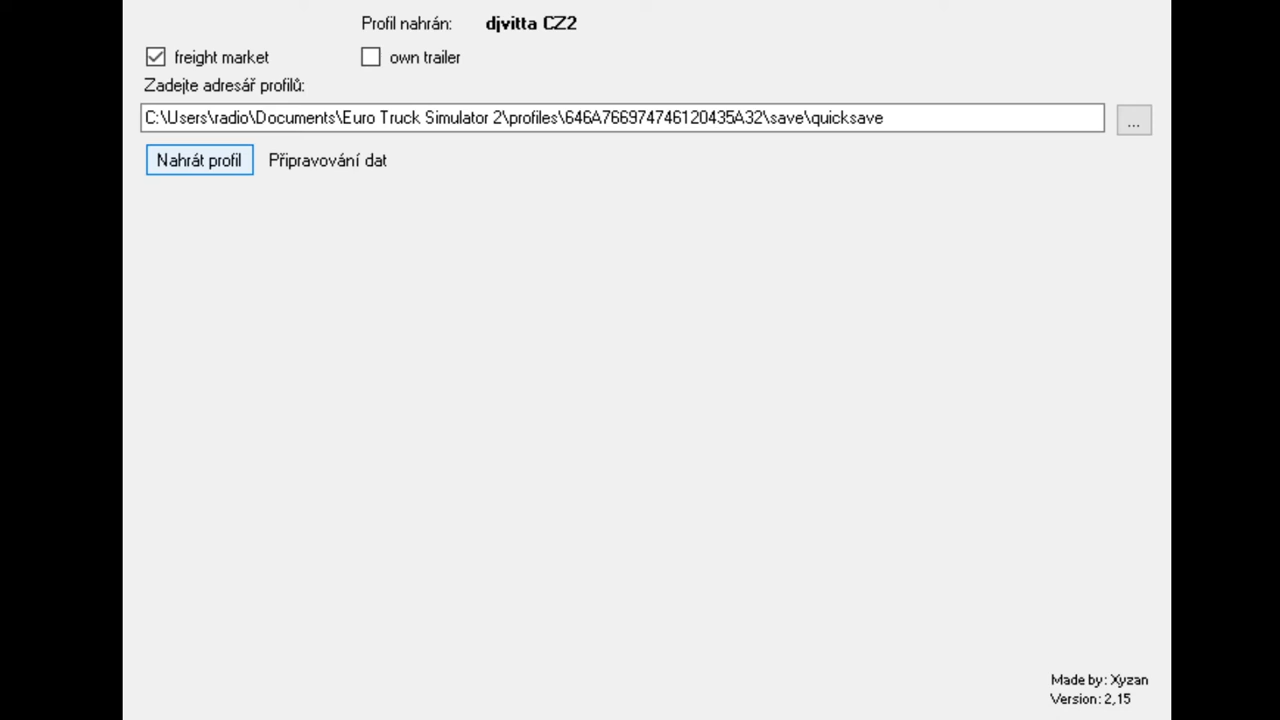 Profil nahrán: djvitta CZ2
freight market own trailer
Zadejte adresář profilů:
C:\Users\radio\Documents\Euro Truck Simulator 2\profiles\646A766974746120435A32\save\quicksave ...
Nahrát profil Připravování dat
Made by: Xyzan
Version: 2,15